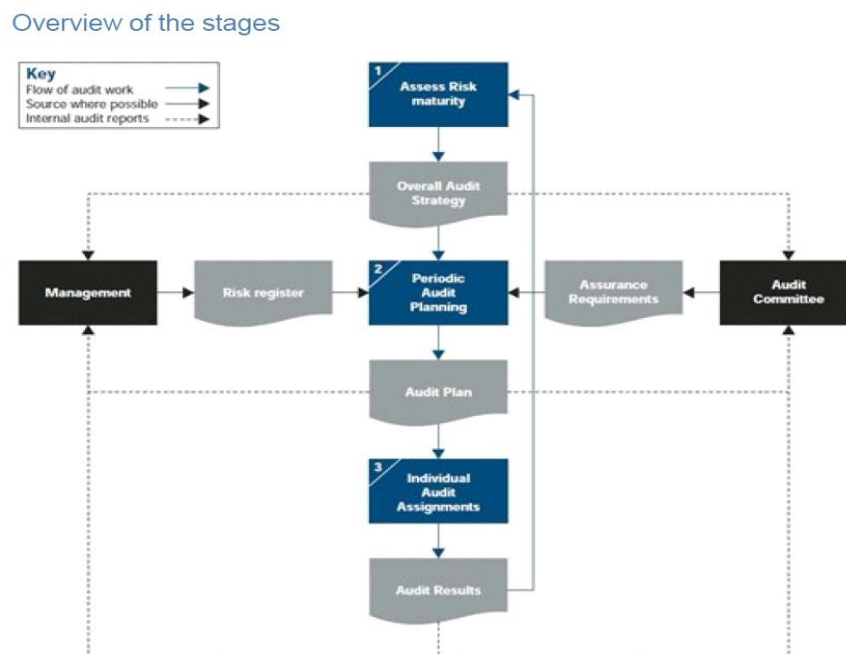 Overview of the stages
Key
Flow of audit work
Source where possible
Internal audit reports
1
Assess Risk
maturity
Overall Audit
Strategy
Management
Risk register
2
Periodic
Audit
Planning
Assurance
Requirements
Audit
Committee
Audit Plan
3
Individual
Audit
Assignments
Audit Results